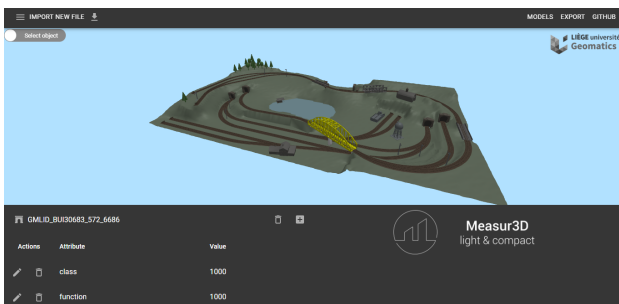 IMPORT NEW FILE
MODELS EXPORT GITHUB
Select object
LIÈGE université
Geomatics
GMLID_BUI30683_572_6686
Measur3D
light & compact
Actions Attribute Value
class 1000
function 1000